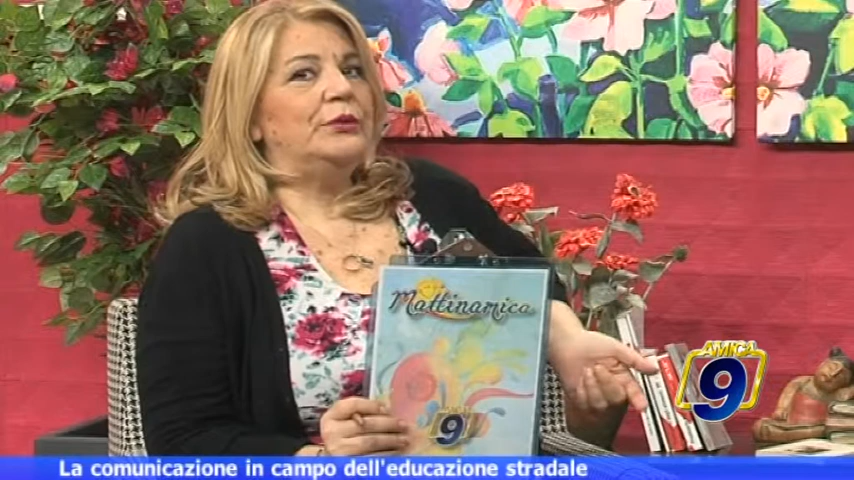 Mattinamica
9
AMICA
9
La comunicazione in campo dell'educazione stradale